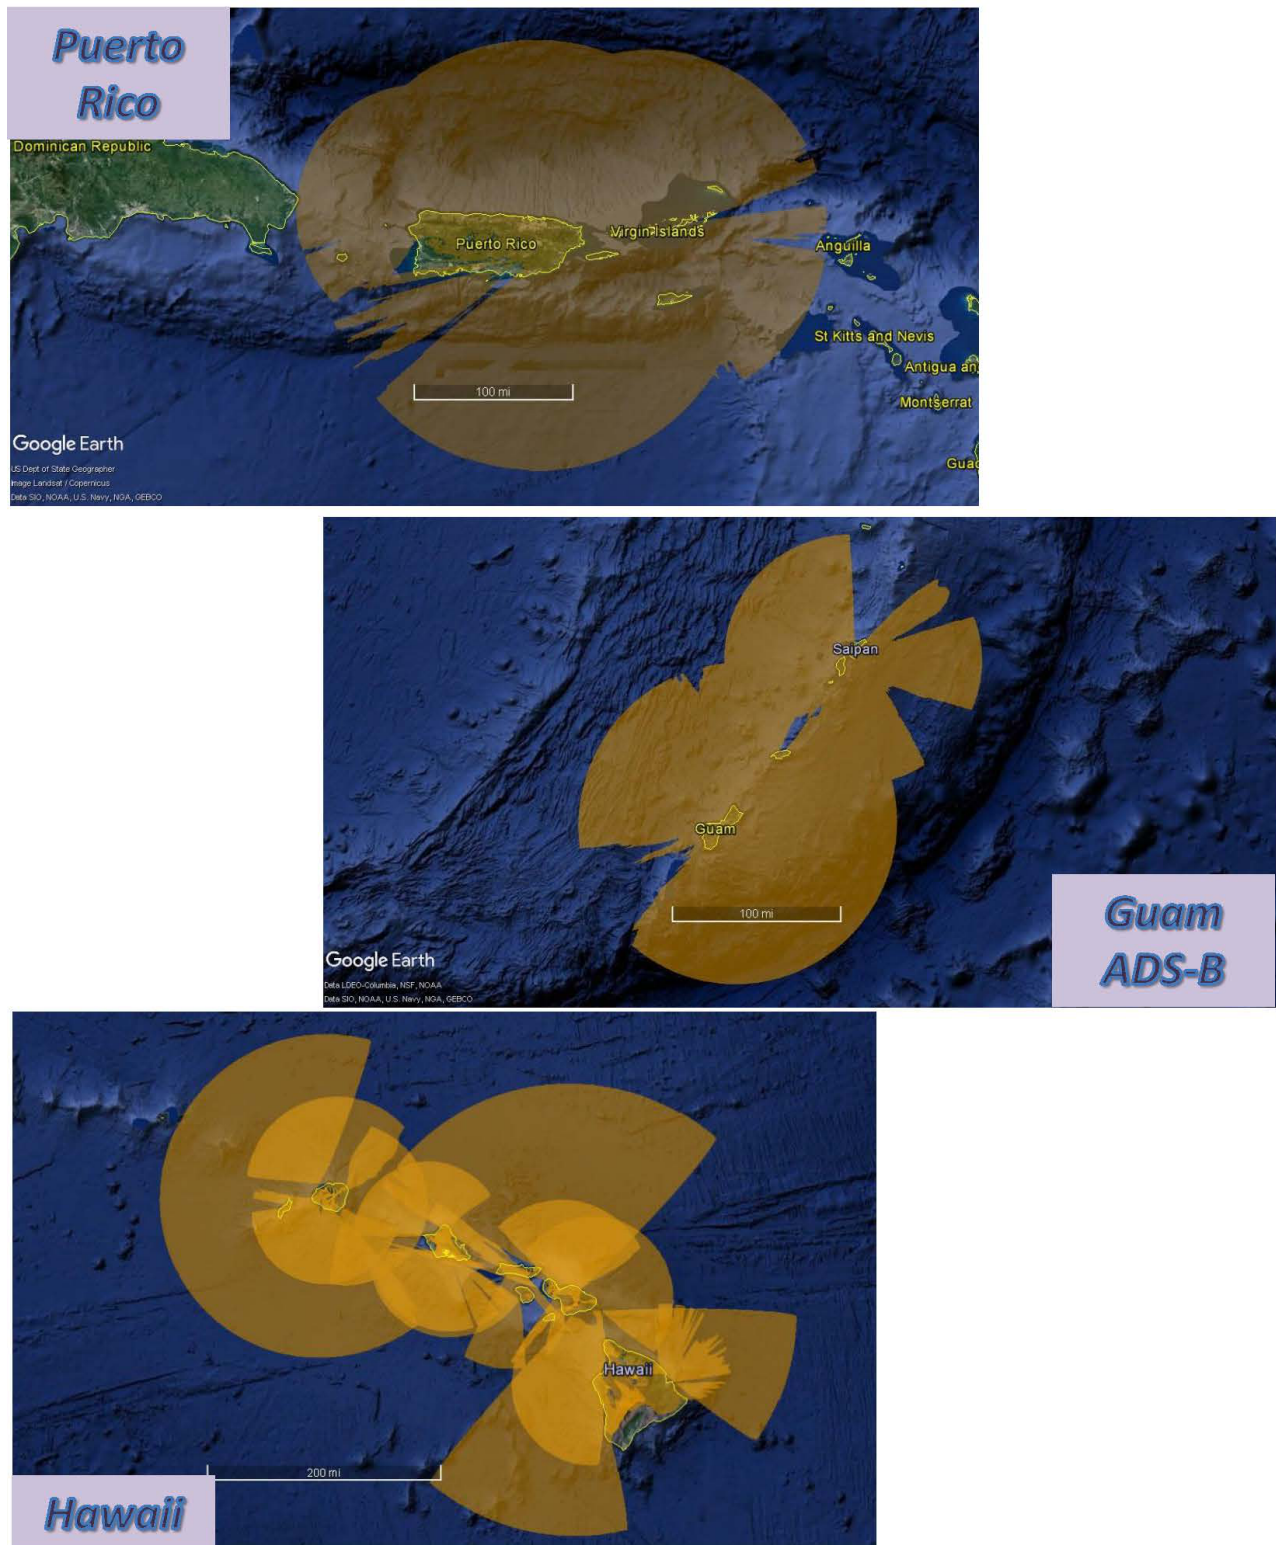 Puerto
Rico
Dominican Republic
Puerto Rico
Virgin Islands
Anguilla
St Kitts and Nevis
Antigua an
Montserrat
100 mi
Google Earth
Guad
US Dept of State Geographer
Image Landsat / Copernicus
Data SIO, NOAA, U.S. Navy, NGA, GEBCO
Saipan
Guam
100 mi
Guam
ADS-B
Google Earth
Data LDEO-Columbia, NSF, NOAA
Data SIO, NOAA, U.S. Navy, NGA, GEBCO
Hawaii
200 mi
Hawaii